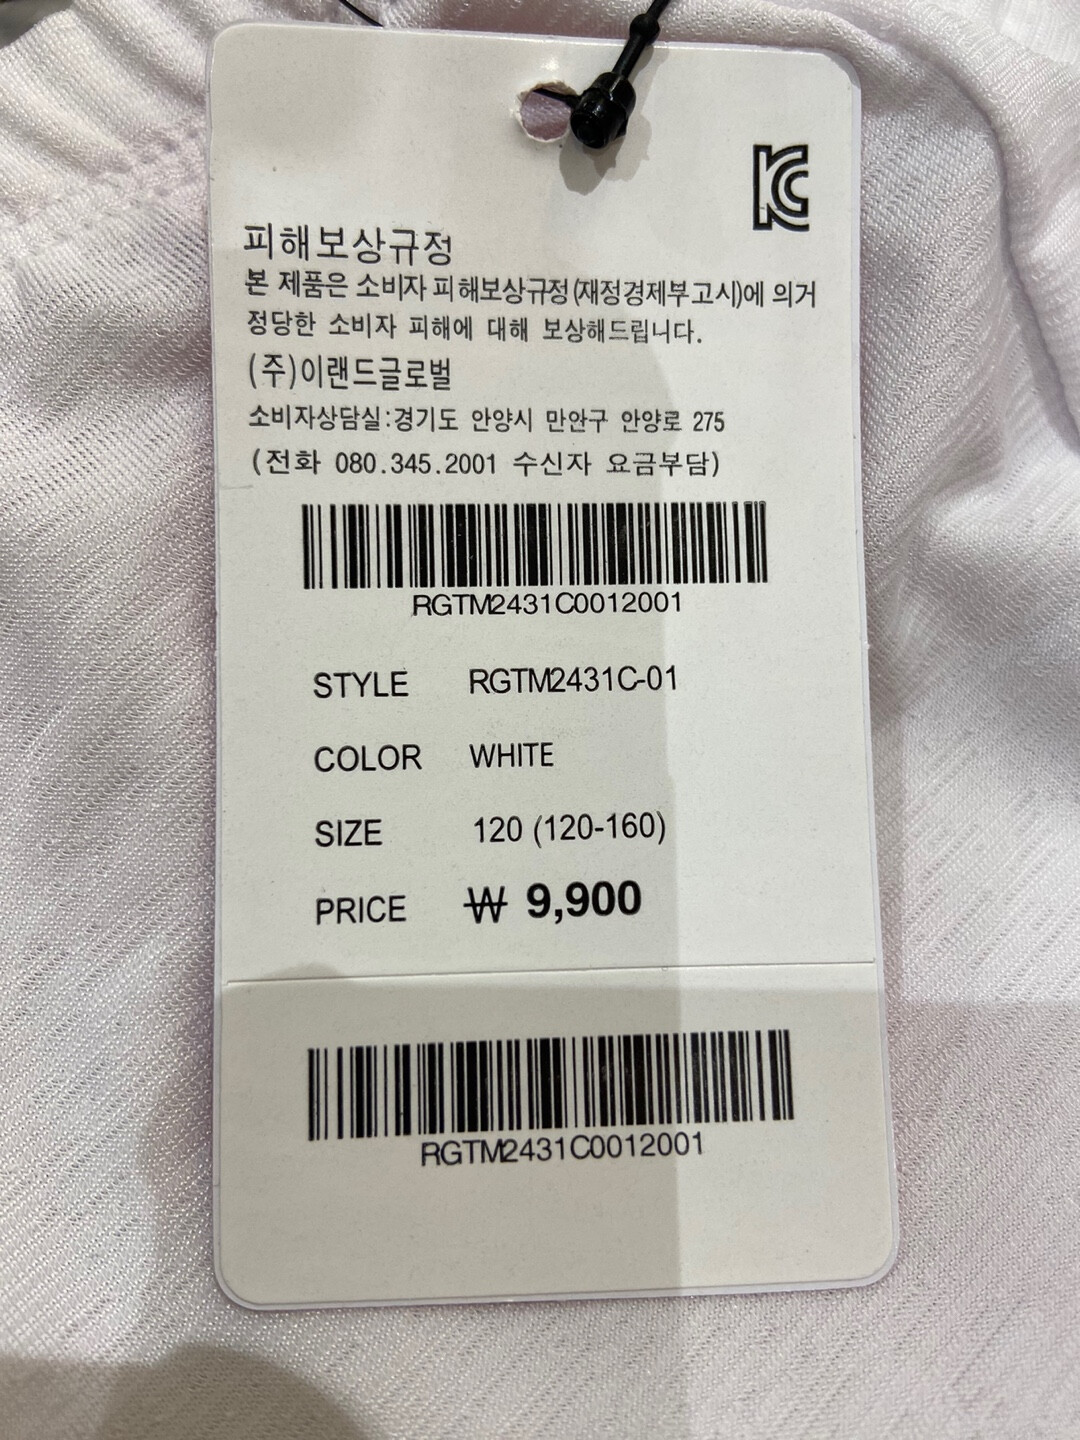 KC
피해보상규정
본 제품은 소비자 피해보상규정(재정경제부고시)에 의거
정당한 소비자 피해에 대해 보상해드립니다.
(주)이랜드글로벌
소비자상담실:경기도 안양시 만안구 안양로 275
(전화 080.345.2001 수신자 요금부담)
RGTM2431C0012001
STYLE RGTM2431C-01
COLOR WHITE
SIZE 120 (120-160)
PRICE ₩ 9,900
RGTM2431C0012001